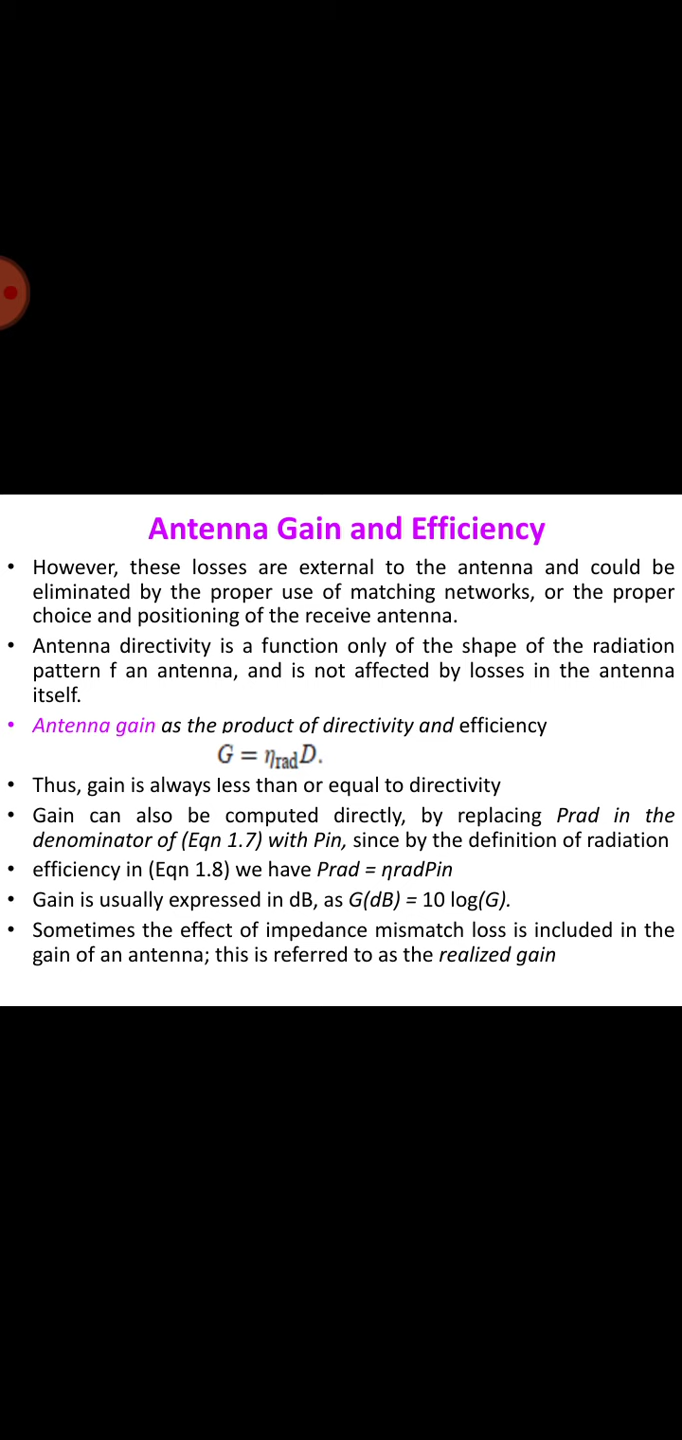 Antenna Gain and Efficiency
• However, these losses are external to the antenna and could be
eliminated by the proper use of matching networks, or the proper
choice and positioning of the receive antenna.
• Antenna directivity is a function only of the shape of the radiation
pattern f an antenna, and is not affected by losses in the antenna
itself.
• Antenna gain as the product of directivity and efficiency
G = ηradD.
• Thus, gain is always less than or equal to directivity
• Gain can also be computed directly, by replacing Prad in the
denominator of (Eqn 1.7) with Pin, since by the definition of radiation
• efficiency in (Eqn 1.8) we have Prad = ηradPin
• Gain is usually expressed in dB, as G(dB) = 10 log(G).
• Sometimes the effect of impedance mismatch loss is included in the
gain of an antenna; this is referred to as the realized gain